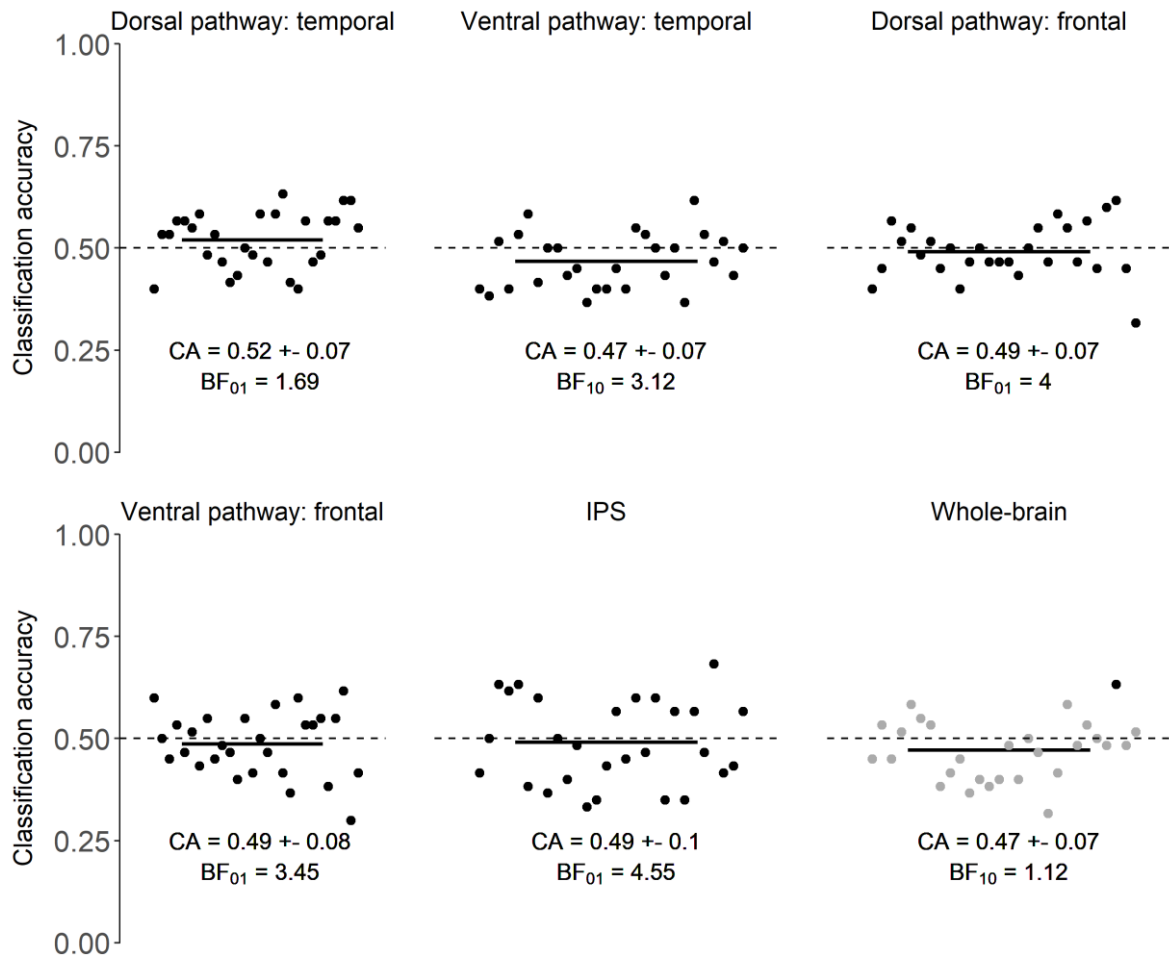 Dorsal pathway: temporal
Ventral pathway: temporal
Dorsal pathway: frontal
Classification accuracy
1.00
0.75
0.50
0.25
0.00
CA = 0.52 +- 0.07
BF₀₁ = 1.69
CA = 0.47 +- 0.07
BF₁₀ = 3.12
CA = 0.49 +- 0.07
BF₀₁ = 4
Ventral pathway: frontal
IPS
Whole-brain
Classification accuracy
1.00
0.75
0.50
0.25
0.00
CA = 0.49 +- 0.08
BF₀₁ = 3.45
CA = 0.49 +- 0.1
BF₀₁ = 4.55
CA = 0.47 +- 0.07
BF₁₀ = 1.12